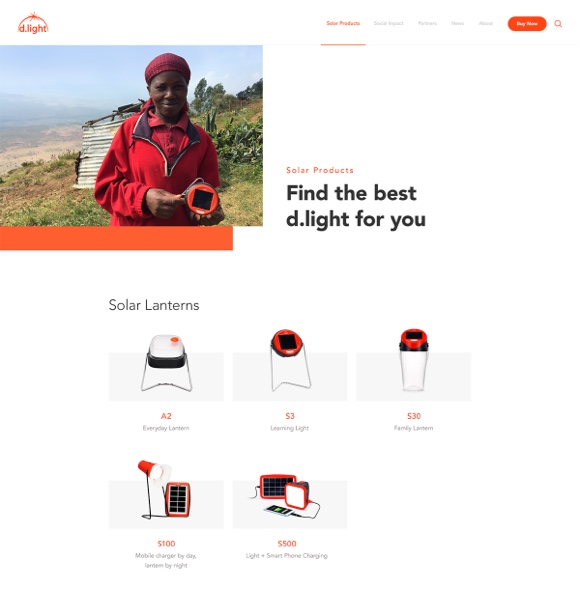 d.light
Solar Products
Social Impact
Partners
News
About
Buy Now
Solar Products
Find the best
d.light for you
Solar Lanterns
A2
Everyday Lantern
S3
Learning Light
S30
Family Lantern
S100
Mobile charger by day,
lantern by night
S500
Light + Smart Phone Charging